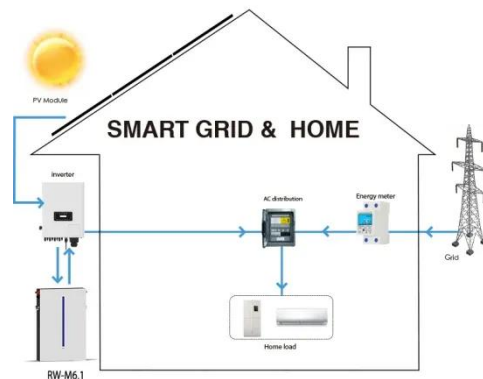 PV Module
SMART GRID & HOME
inverter
AC distribution
Energy meter
Grid
Home load
RW-M6.1